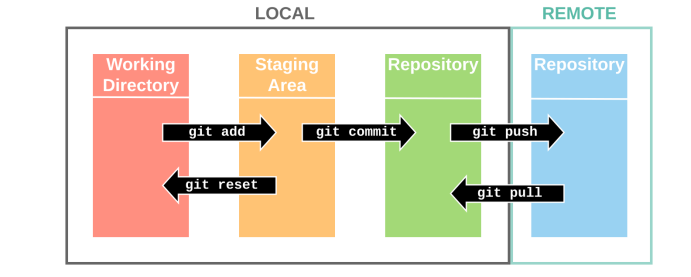 LOCAL
REMOTE
Working
Directory
Staging
Area
Repository
Repository
git add
git commit
git push
git reset
git pull